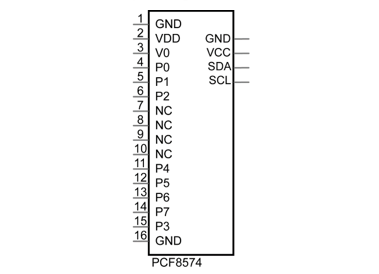 1 GND
2 VDD GND
3 V0 VCC
4 P0 SDA
5 P1 SCL
6 P2
7 NC
8 NC
9 NC
10 NC
11 P4
12 P5
13 P6
14 P7
15 P3
16 GND
PCF8574